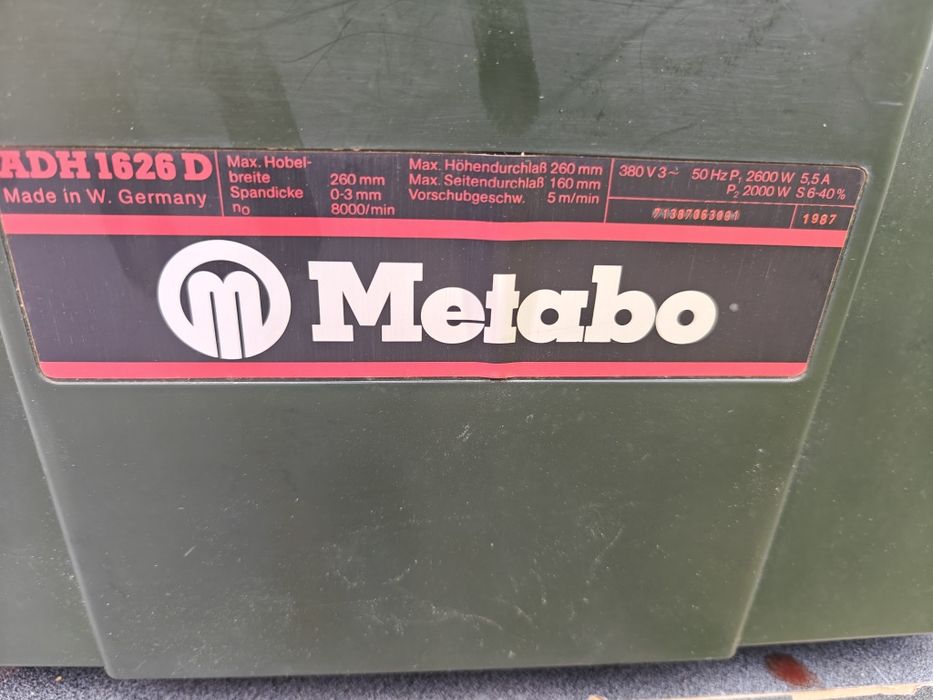 ADH 1626 D
Made in W. Germany
Max. Hobel-
breite 260 mm
Spandicke 0-3 mm
n₀ 8000/min
Max. Höhendurchlaß 260 mm
Max. Seitendurchlaß 160 mm
Vorschubgeschw. 5 m/min
380 V 3~ 50 Hz P₁ 2600 W 5,5 A
P₂ 2000 W S.6-40 %
1987
m Metabo